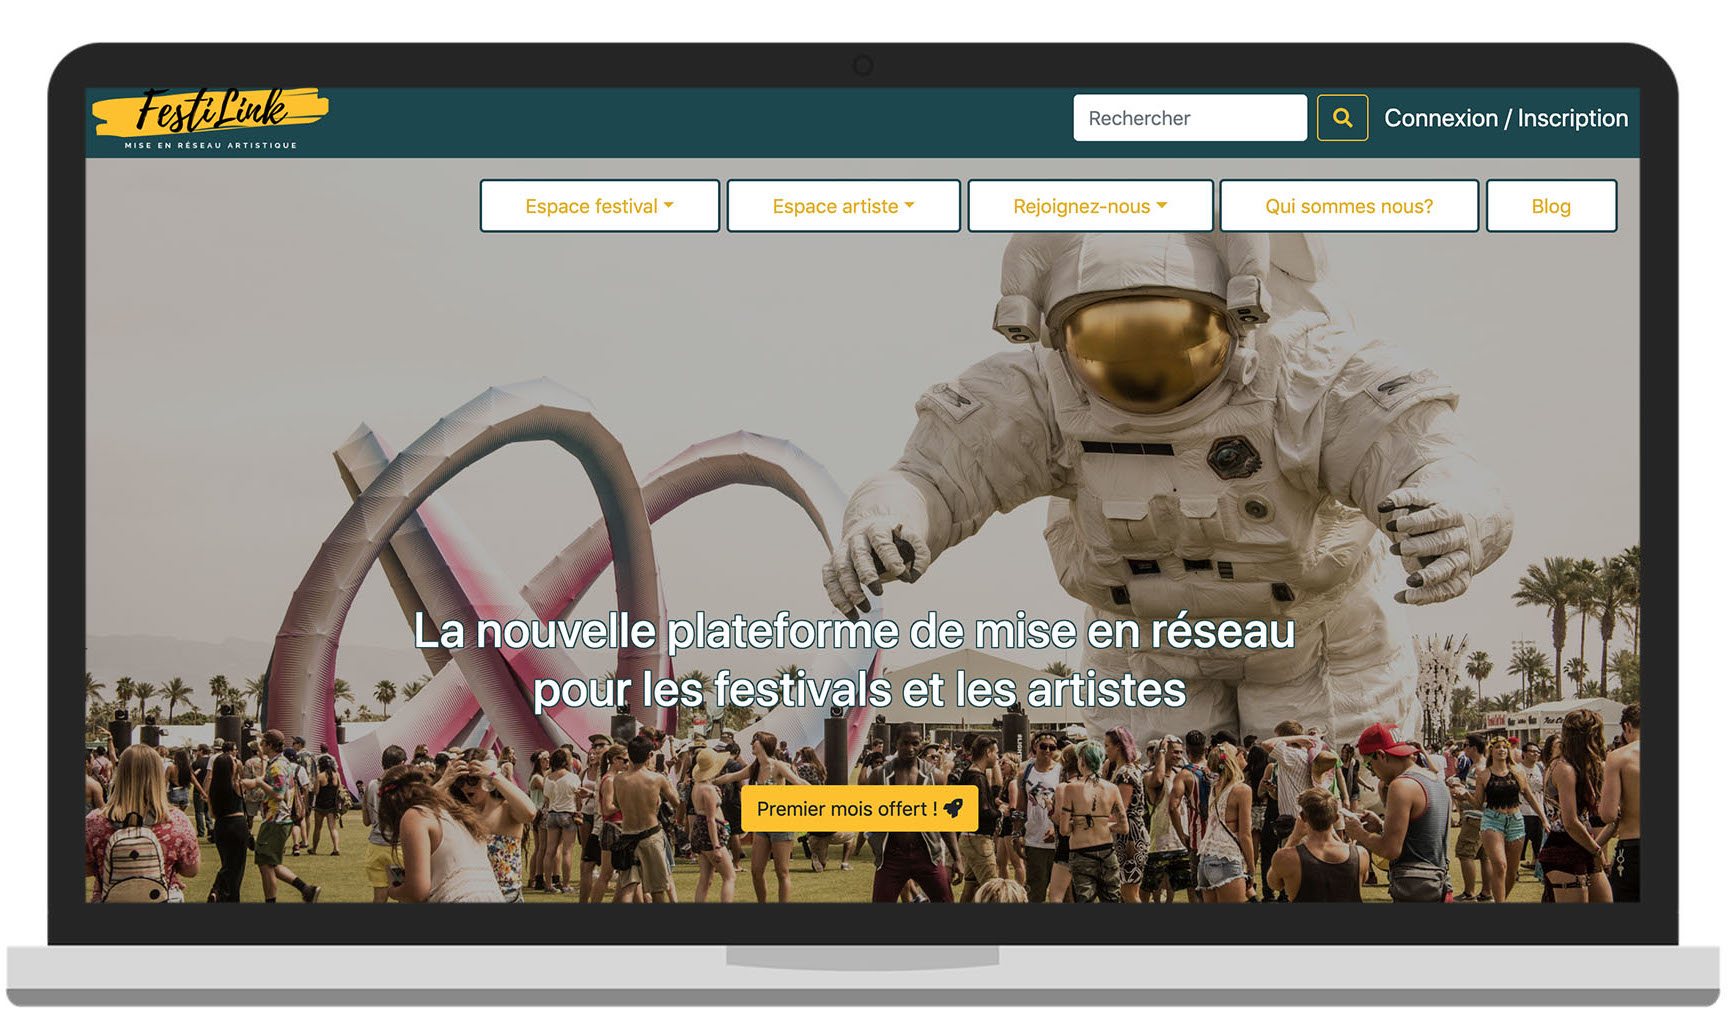 FestiLink
MISE EN RÉSEAU ARTISTIQUE
Rechercher
Connexion / Inscription
Espace festival
Espace artiste
Rejoignez-nous
Qui sommes nous?
Blog
La nouvelle plateforme de mise en réseau
pour les festivals et les artistes
Premier mois offert !